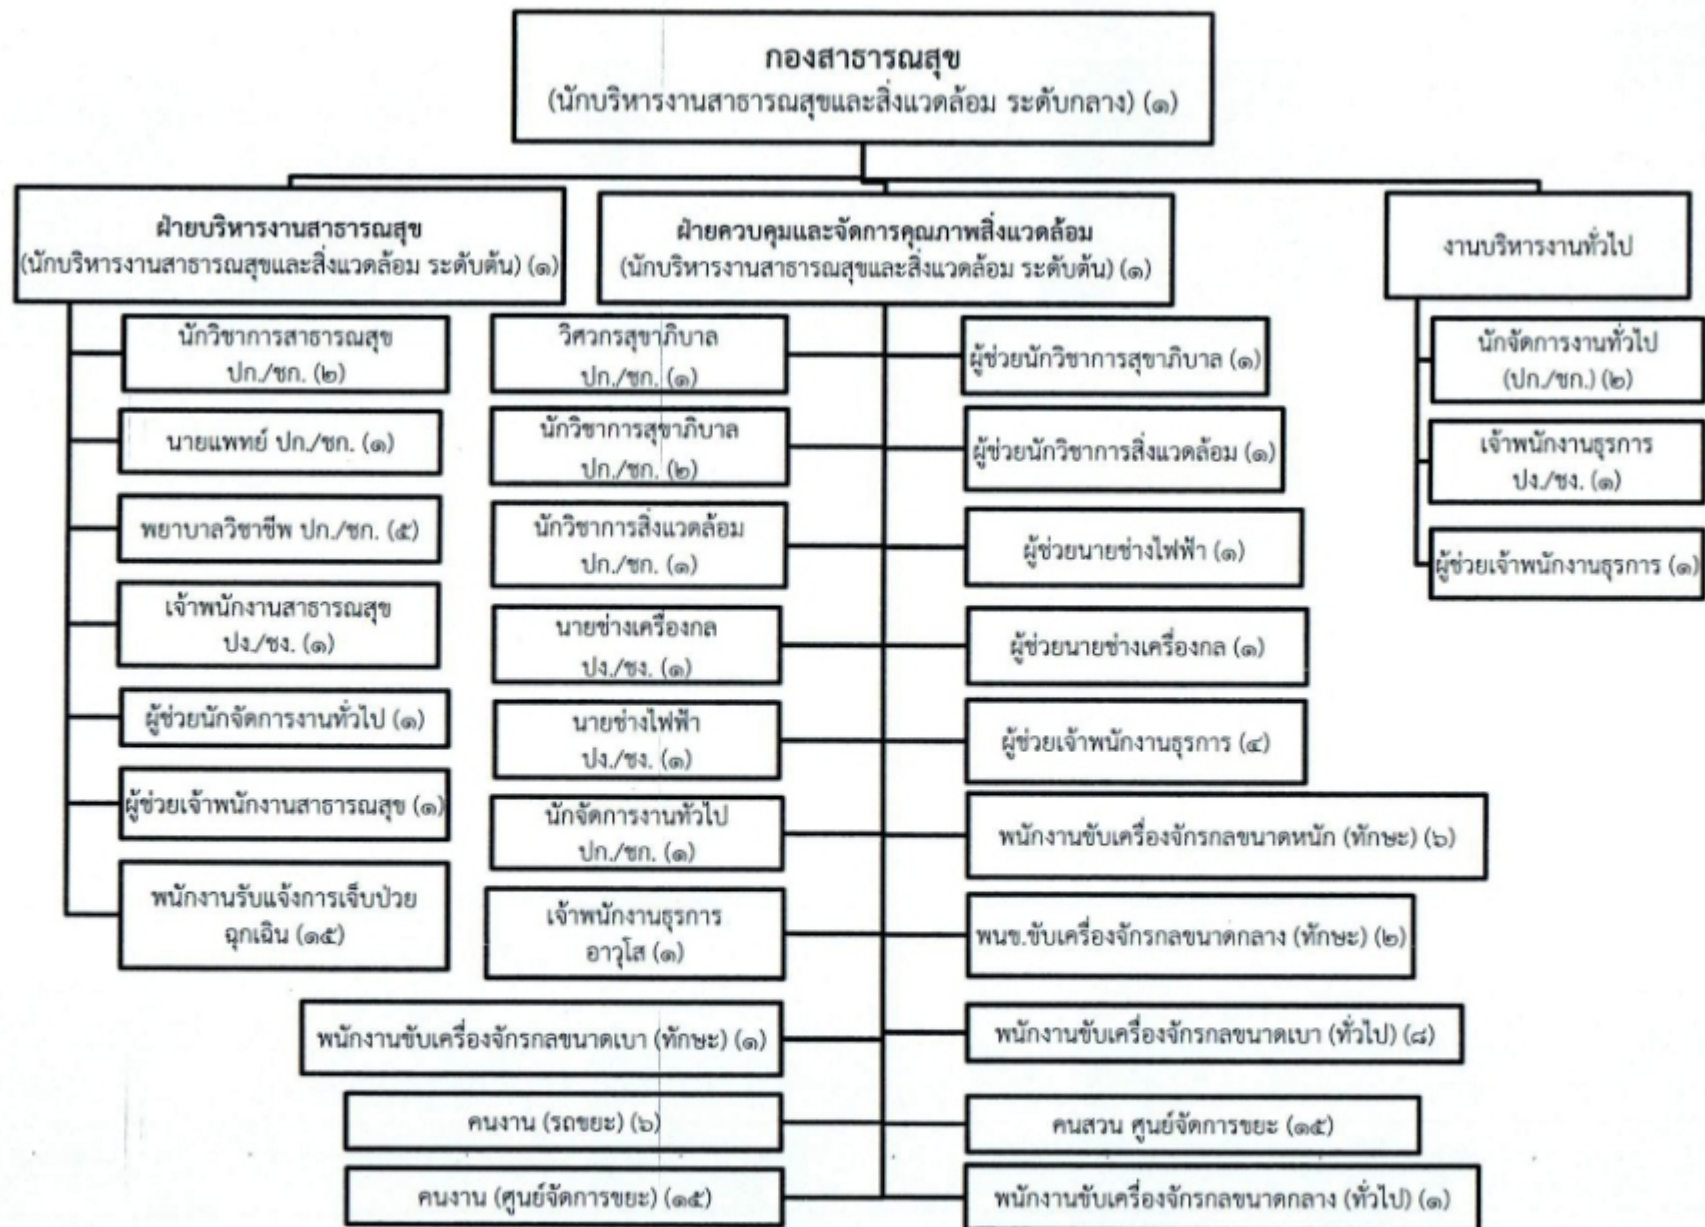 กองสาธารณสุข
(นักบริหารงานสาธารณสุขและสิ่งแวดล้อม ระดับกลาง) (๑)
ฝ่ายบริหารงานสาธารณสุข
(นักบริหารงานสาธารณสุขและสิ่งแวดล้อม ระดับต้น) (๑)
นักวิชาการสาธารณสุข
ปก./ชก. (๒)
นายแพทย์ ปก./ชก. (๑)
พยาบาลวิชาชีพ ปก./ชก. (๕)
เจ้าพนักงานสาธารณสุข
ปง./ชง. (๑)
ผู้ช่วยนักจัดการงานทั่วไป (๑)
ผู้ช่วยเจ้าพนักงานสาธารณสุข (๑)
พนักงานรับแจ้งการเจ็บป่วย
ฉุกเฉิน (๑๕)
ฝ่ายควบคุมและจัดการคุณภาพสิ่งแวดล้อม
(นักบริหารงานสาธารณสุขและสิ่งแวดล้อม ระดับต้น) (๑)
วิศวกรสุขาภิบาล
ปก./ชก. (๑)
นักวิชาการสุขาภิบาล
ปก./ชก. (๒)
นักวิชาการสิ่งแวดล้อม
ปก./ชก. (๑)
นายช่างเครื่องกล
ปง./ชง. (๑)
นายช่างไฟฟ้า
ปง./ชง. (๑)
นักจัดการงานทั่วไป
ปก./ชก. (๑)
เจ้าพนักงานธุรการ
อาวุโส (๑)
พนักงานขับเครื่องจักรกลขนาดเบา (ทักษะ) (๑)
คนงาน (รถขยะ) (๖)
คนงาน (ศูนย์จัดการขยะ) (๑๕)
ผู้ช่วยนักวิชาการสุขาภิบาล (๑)
ผู้ช่วยนักวิชาการสิ่งแวดล้อม (๑)
ผู้ช่วยนายช่างไฟฟ้า (๑)
ผู้ช่วยนายช่างเครื่องกล (๑)
ผู้ช่วยเจ้าพนักงานธุรการ (๔)
พนักงานขับเครื่องจักรกลขนาดหนัก (ทักษะ) (๖)
พนข.ขับเครื่องจักรกลขนาดกลาง (ทักษะ) (๒)
พนักงานขับเครื่องจักรกลขนาดเบา (ทั่วไป) (๘)
คนสวน ศูนย์จัดการขยะ (๑๕)
พนักงานขับเครื่องจักรกลขนาดกลาง (ทั่วไป) (๑)
งานบริหารงานทั่วไป
นักจัดการงานทั่วไป
(ปก./ชก.) (๒)
เจ้าพนักงานธุรการ
ปง./ชง. (๑)
ผู้ช่วยเจ้าพนักงานธุรการ (๑)